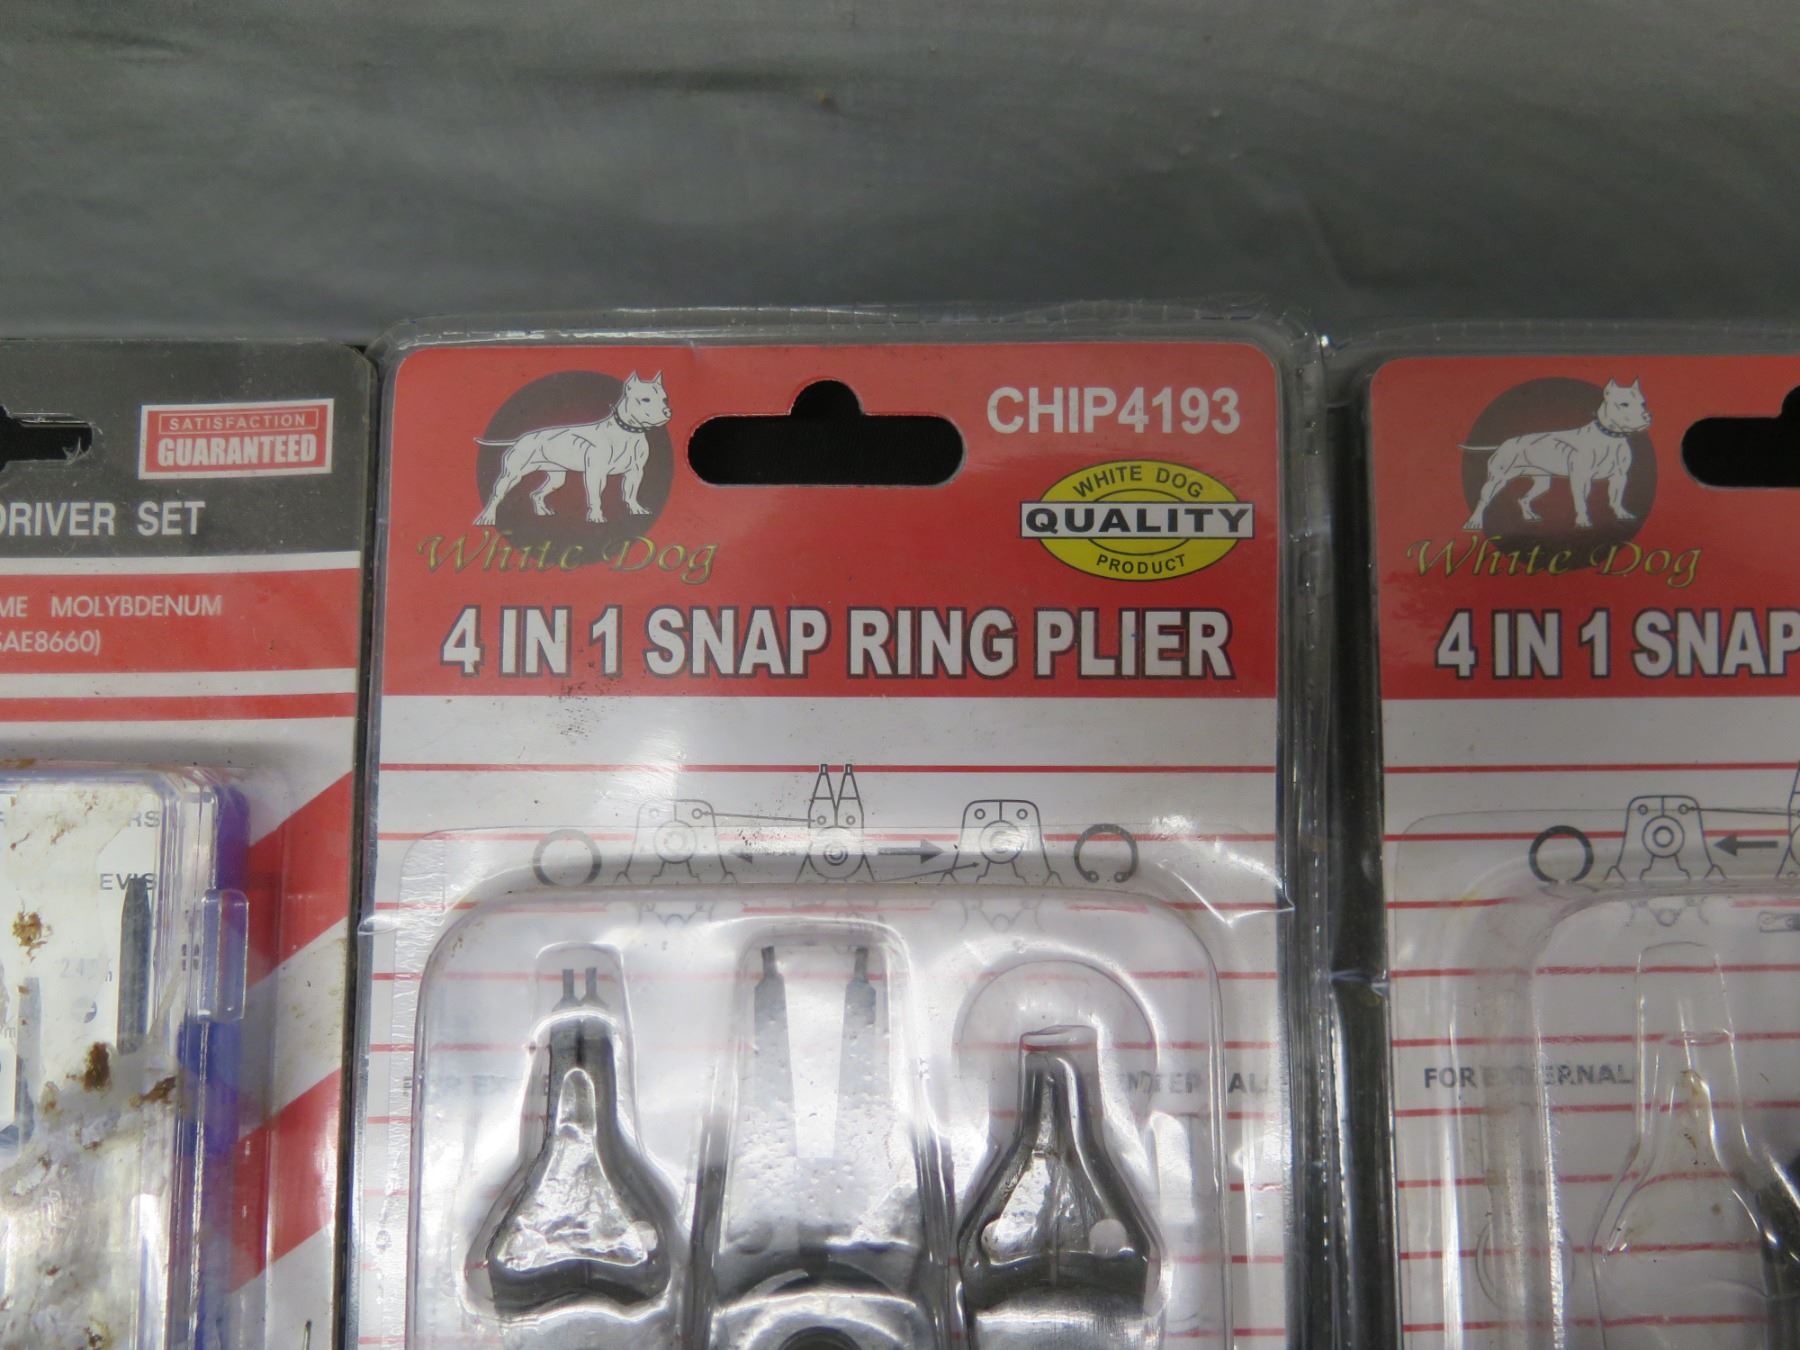 SATISFACTION
GUARANTEED
DRIVER SET
MOLYBDENUM
SAE8660)
White Dog
CHIP4193
WHITE DOG
QUALITY
PRODUCT
4 IN 1 SNAP RING PLIER
White Dog
4 IN 1 SNAP
FOR EXTERNAL